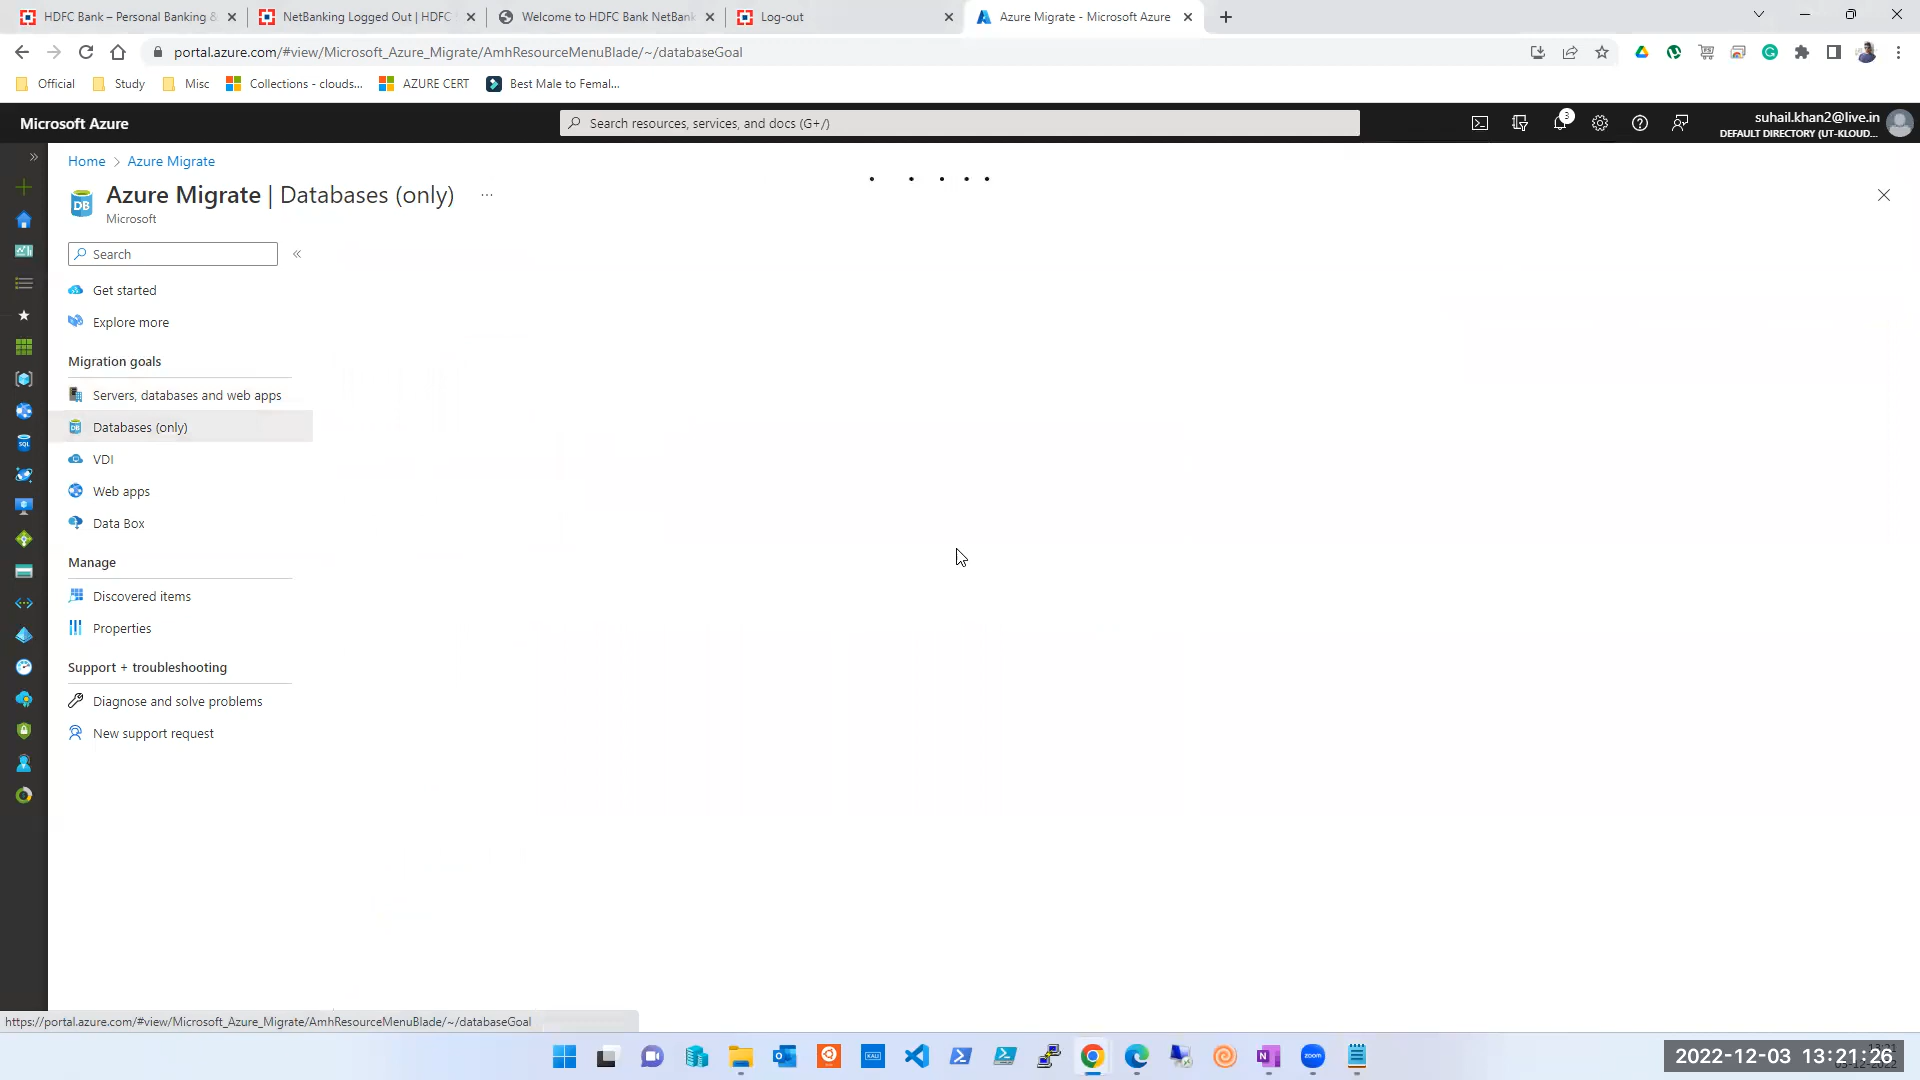 HDFC Bank – Personal Banking &
NetBanking Logged Out | HDFC
Welcome to HDFC Bank NetBank
Log-out
Azure Migrate - Microsoft Azure
portal.azure.com/#view/Microsoft_Azure_Migrate/AmhResourceMenuBlade/~/databaseGoal
Official
Study
Misc
Collections - clouds...
AZURE CERT
Best Male to Femal...
Microsoft Azure
Search resources, services, and docs (G+/)
3
suhail.khan2@live.in
DEFAULT DIRECTORY (UT-KLOUD...
Home > Azure Migrate
DB
Azure Migrate | Databases (only)
...
Microsoft
Search
Get started
Explore more
Migration goals
Servers, databases and web apps
Databases (only)
VDI
Web apps
Data Box
Manage
Discovered items
Properties
Support + troubleshooting
Diagnose and solve problems
New support request
SQL
https://portal.azure.com/#view/Microsoft_Azure_Migrate/AmhResourceMenuBlade/~/databaseGoal
KALI
zoom
2022-12-03 13:21:26